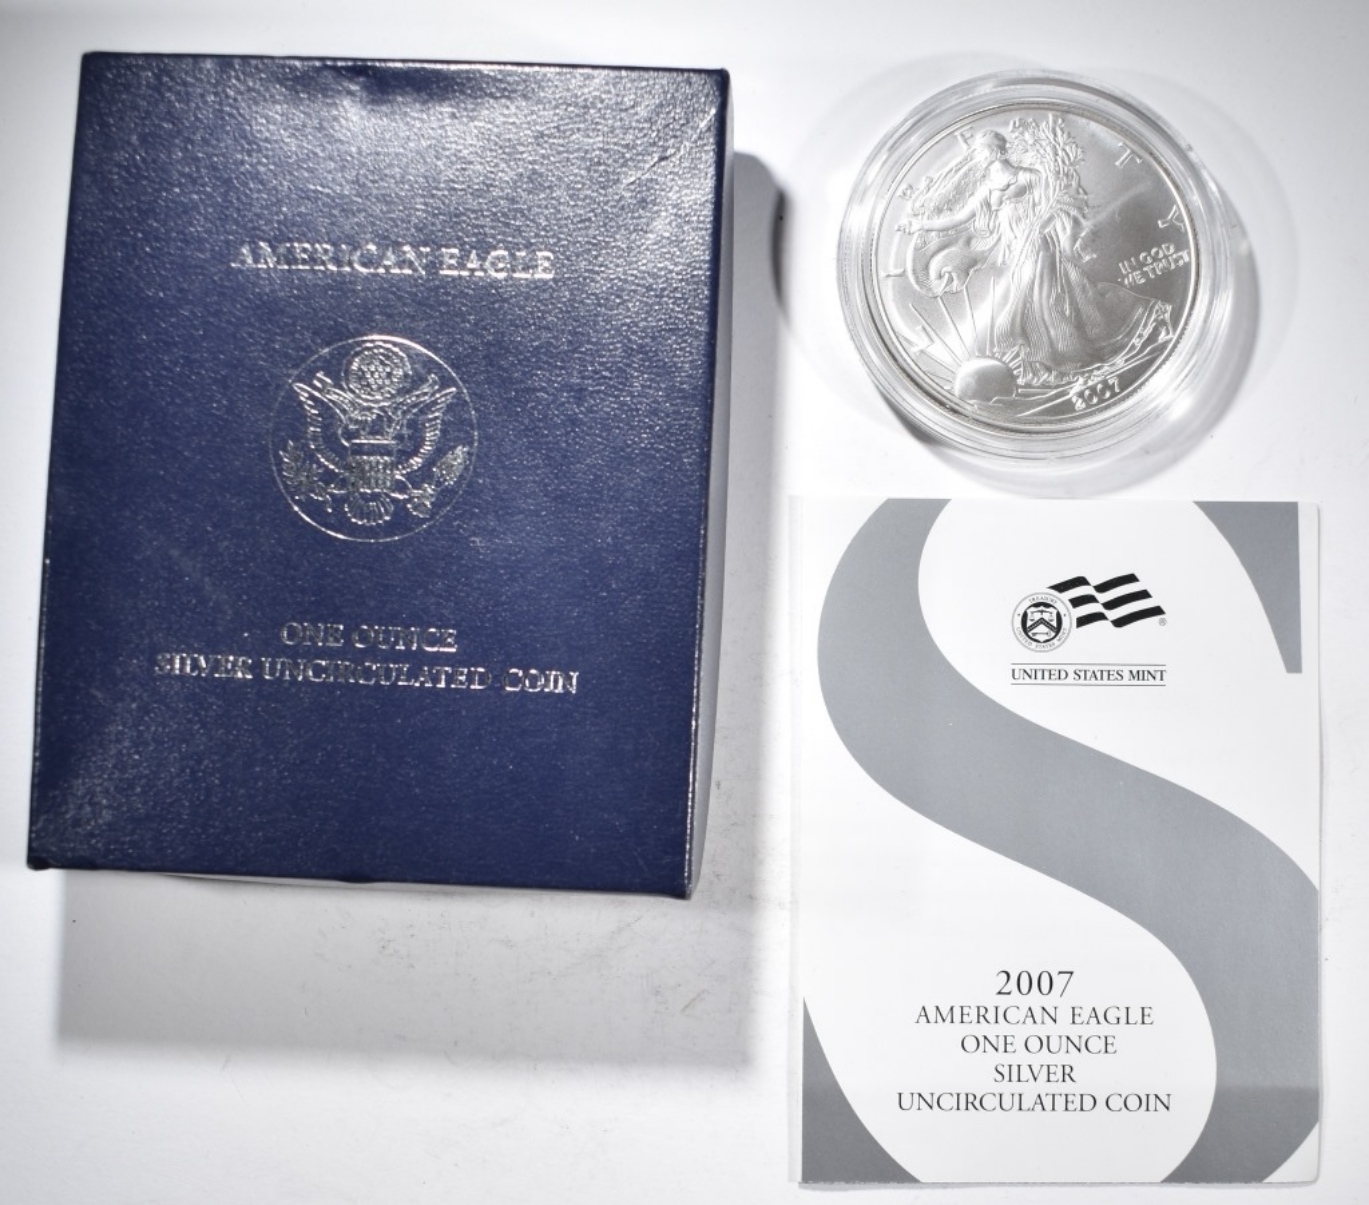 AMERICAN EAGLE
ONE OUNCE
SILVER UNCIRCULATED COIN
LIBERTY
IN GOD
WE TRUST
2007
UNITED STATES MINT
2007
AMERICAN EAGLE
ONE OUNCE
SILVER
UNCIRCULATED COIN